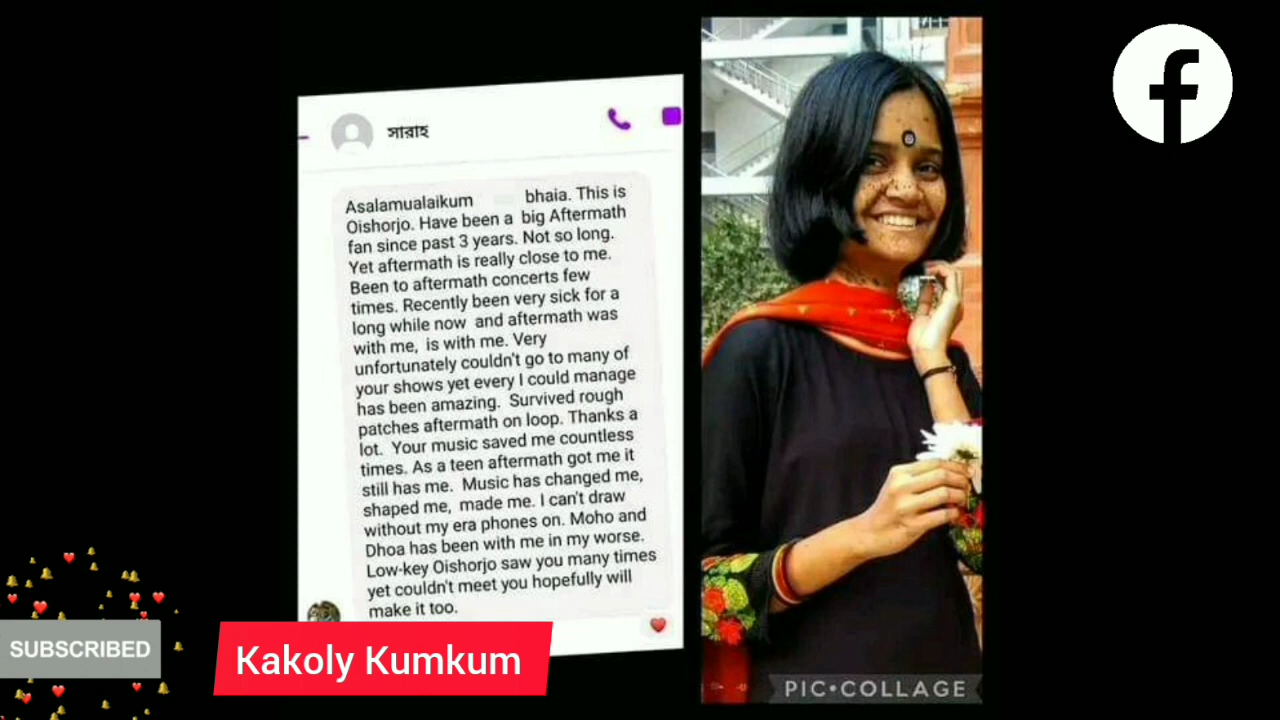 সারাহ
Asalamualaikum bhaia. This is
Oishorjo. Have been a big Aftermath
fan since past 3 years. Not so long.
Yet aftermath is really close to me.
Been to aftermath concerts few
times. Recently been very sick for a
long while now and aftermath was
with me, is with me. Very
unfortunately couldn't go to many of
your shows yet every I could manage
has been amazing. Survived rough
patches aftermath on loop. Thanks a
lot. Your music saved me countless
times. As a teen aftermath got me it
still has me. Music has changed me,
shaped me, made me. I can't draw
without my era phones on. Moho and
Dhoa has been with me in my worse.
Low-key Oishorjo saw you many times
yet couldn't meet you hopefully will
make it too.
PIC•COLLAGE
SUBSCRIBED
Kakoly Kumkum